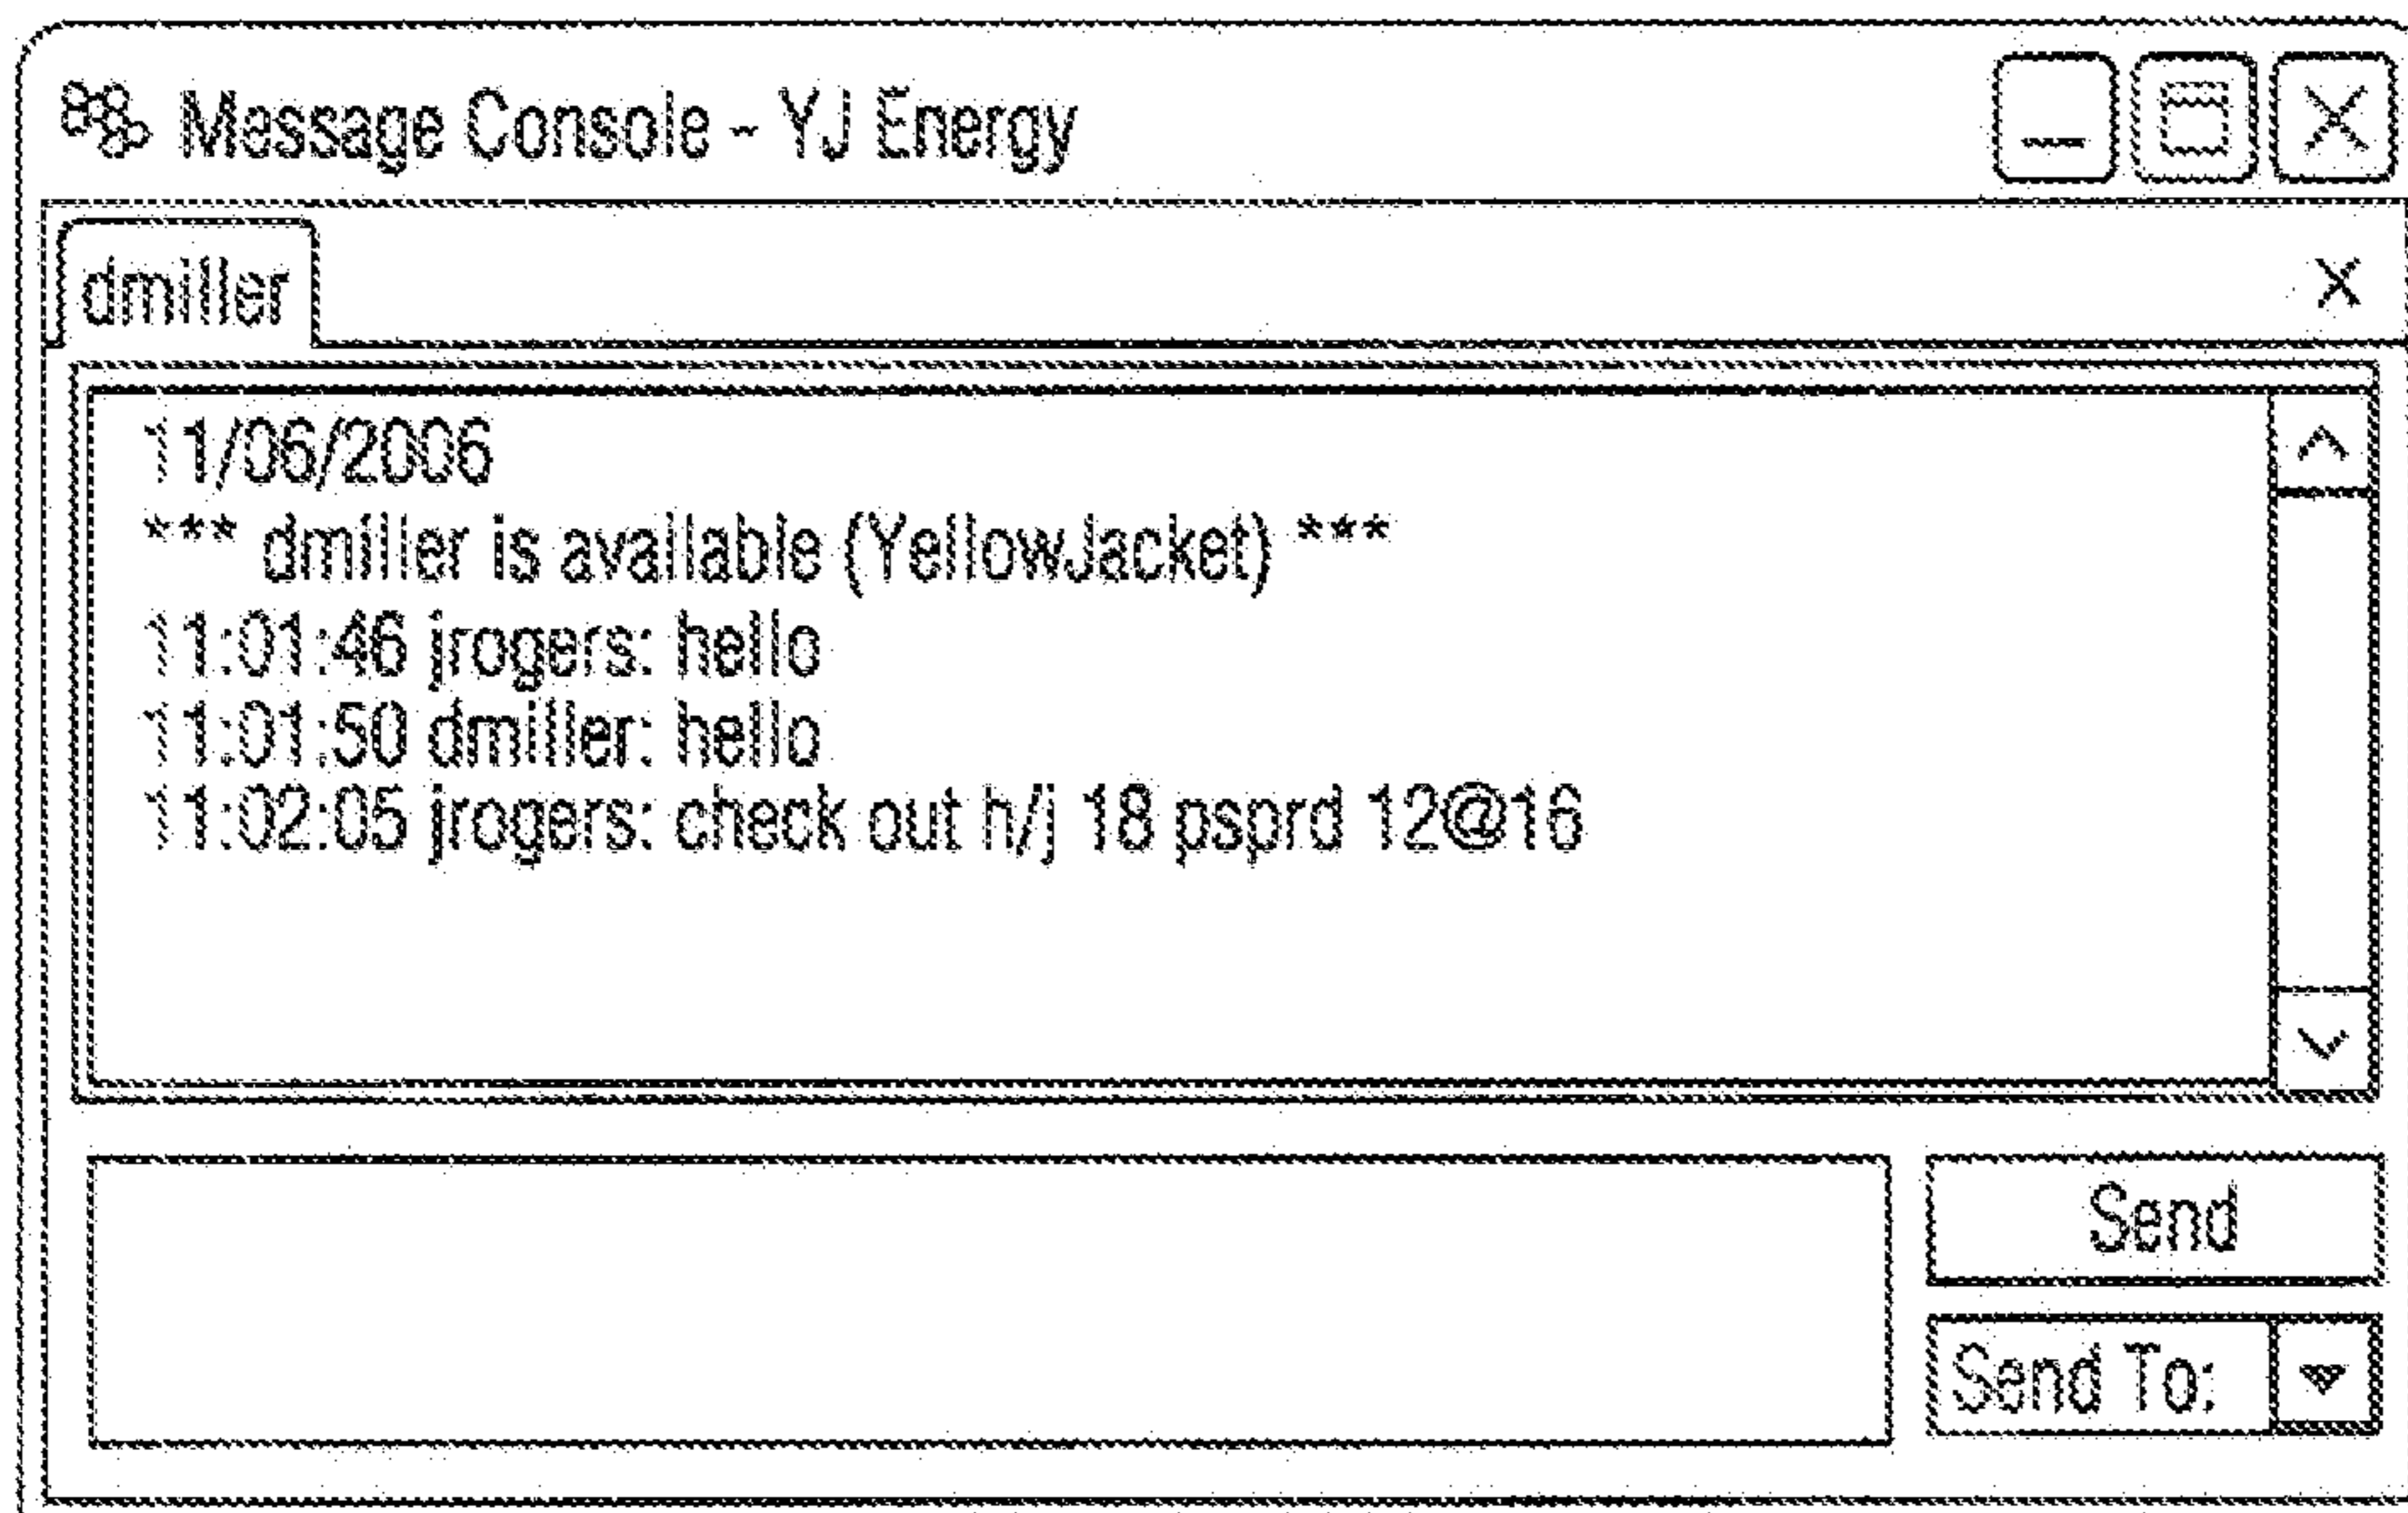 Message Console - YJ Energy
dmiller
11/06/2006
*** dmiller is available (YellowJacket) ***
11:01:46 jrogers: hello
11:01:50 dmiller: hello
11:02:05 jrogers: check out h/j 18 psprd 12@16
Send
Send To: